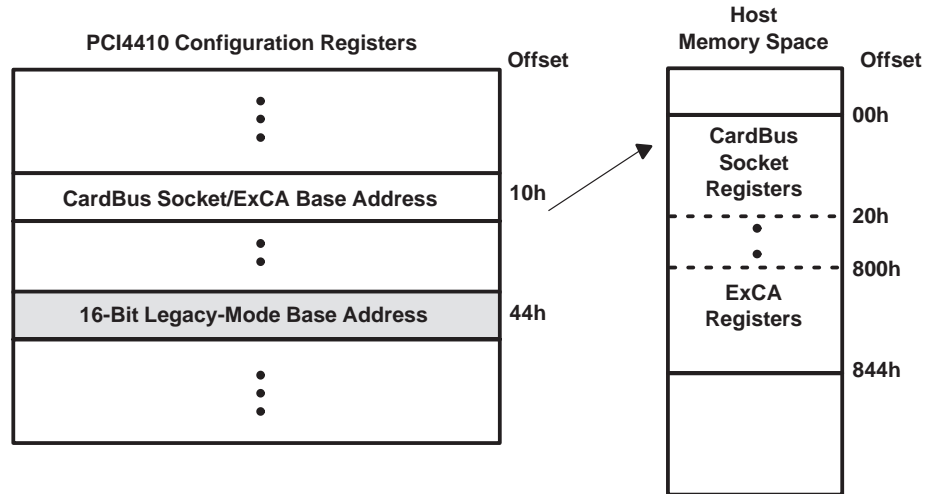 PCI4410 Configuration Registers
Offset
CardBus Socket/ExCA Base Address
10h
16-Bit Legacy-Mode Base Address
44h
Host
Memory Space
Offset
00h
CardBus
Socket
Registers
20h
800h
ExCA
Registers
844h